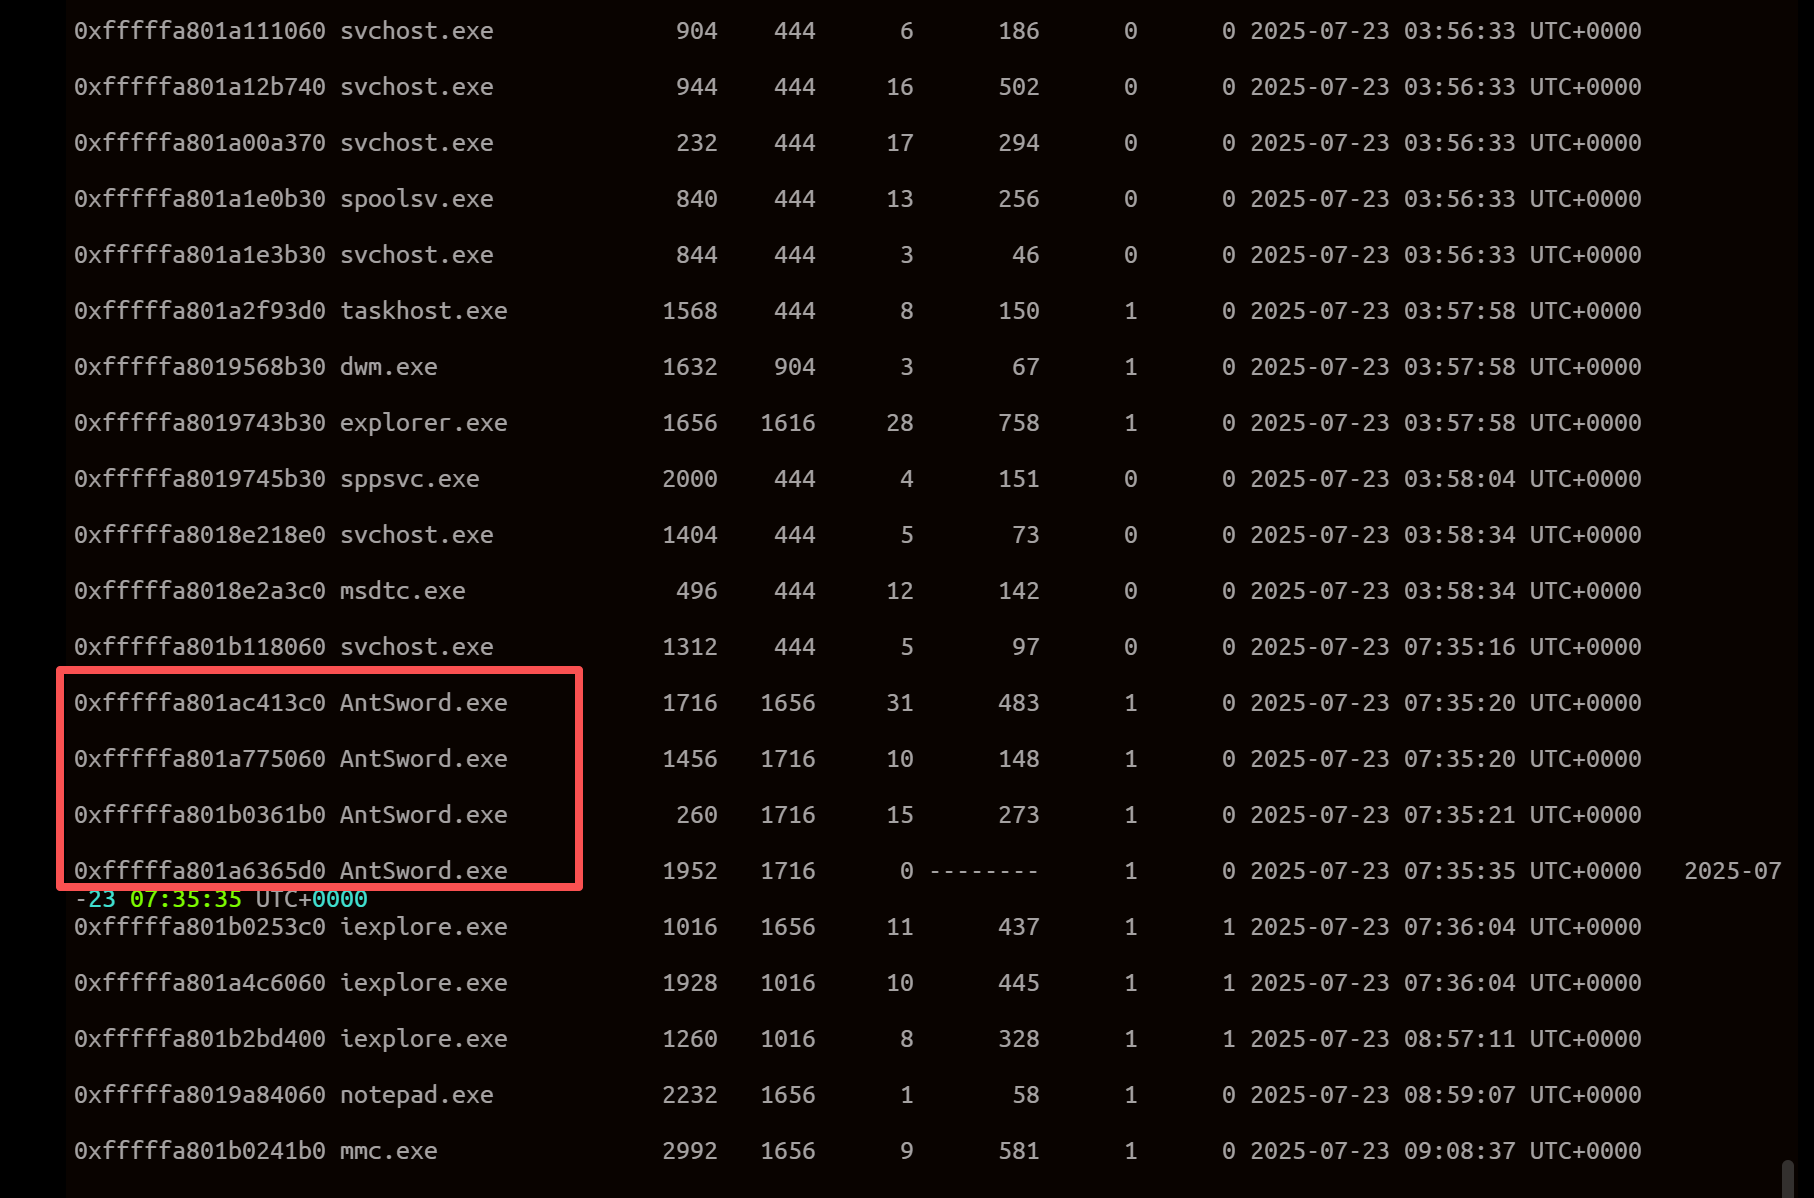 0xfffffa801a111060 svchost.exe 904 444 6 186 0 0 2025-07-23 03:56:33 UTC+0000
0xfffffa801a12b740 svchost.exe 944 444 16 502 0 0 2025-07-23 03:56:33 UTC+0000
0xfffffa801a00a370 svchost.exe 232 444 17 294 0 0 2025-07-23 03:56:33 UTC+0000
0xfffffa801a1e0b30 spoolsv.exe 840 444 13 256 0 0 2025-07-23 03:56:33 UTC+0000
0xfffffa801a1e3b30 svchost.exe 844 444 3 46 0 0 2025-07-23 03:56:33 UTC+0000
0xfffffa801a2f93d0 taskhost.exe 1568 444 8 150 1 0 2025-07-23 03:57:58 UTC+0000
0xfffffa8019568b30 dwm.exe 1632 904 3 67 1 0 2025-07-23 03:57:58 UTC+0000
0xfffffa8019743b30 explorer.exe 1656 1616 28 758 1 0 2025-07-23 03:57:58 UTC+0000
0xfffffa8019745b30 sppsvc.exe 2000 444 4 151 0 0 2025-07-23 03:58:04 UTC+0000
0xfffffa8018e218e0 svchost.exe 1404 444 5 73 0 0 2025-07-23 03:58:34 UTC+0000
0xfffffa8018e2a3c0 msdtc.exe 496 444 12 142 0 0 2025-07-23 03:58:34 UTC+0000
0xfffffa801b118060 svchost.exe 1312 444 5 97 0 0 2025-07-23 07:35:16 UTC+0000
0xfffffa801ac413c0 AntSword.exe 1716 1656 31 483 1 0 2025-07-23 07:35:20 UTC+0000
0xfffffa801a775060 AntSword.exe 1456 1716 10 148 1 0 2025-07-23 07:35:20 UTC+0000
0xfffffa801b0361b0 AntSword.exe 260 1716 15 273 1 0 2025-07-23 07:35:21 UTC+0000
0xfffffa801a6365d0 AntSword.exe 1952 1716 0 -------- 1 0 2025-07-23 07:35:35 UTC+0000 2025-07
-23 07:35:35 UTC+0000
0xfffffa801b0253c0 iexplore.exe 1016 1656 11 437 1 1 2025-07-23 07:36:04 UTC+0000
0xfffffa801a4c6060 iexplore.exe 1928 1016 10 445 1 1 2025-07-23 07:36:04 UTC+0000
0xfffffa801b2bd400 iexplore.exe 1260 1016 8 328 1 1 2025-07-23 08:57:11 UTC+0000
0xfffffa8019a84060 notepad.exe 2232 1656 1 58 1 0 2025-07-23 08:59:07 UTC+0000
0xfffffa801b0241b0 mmc.exe 2992 1656 9 581 1 0 2025-07-23 09:08:37 UTC+0000